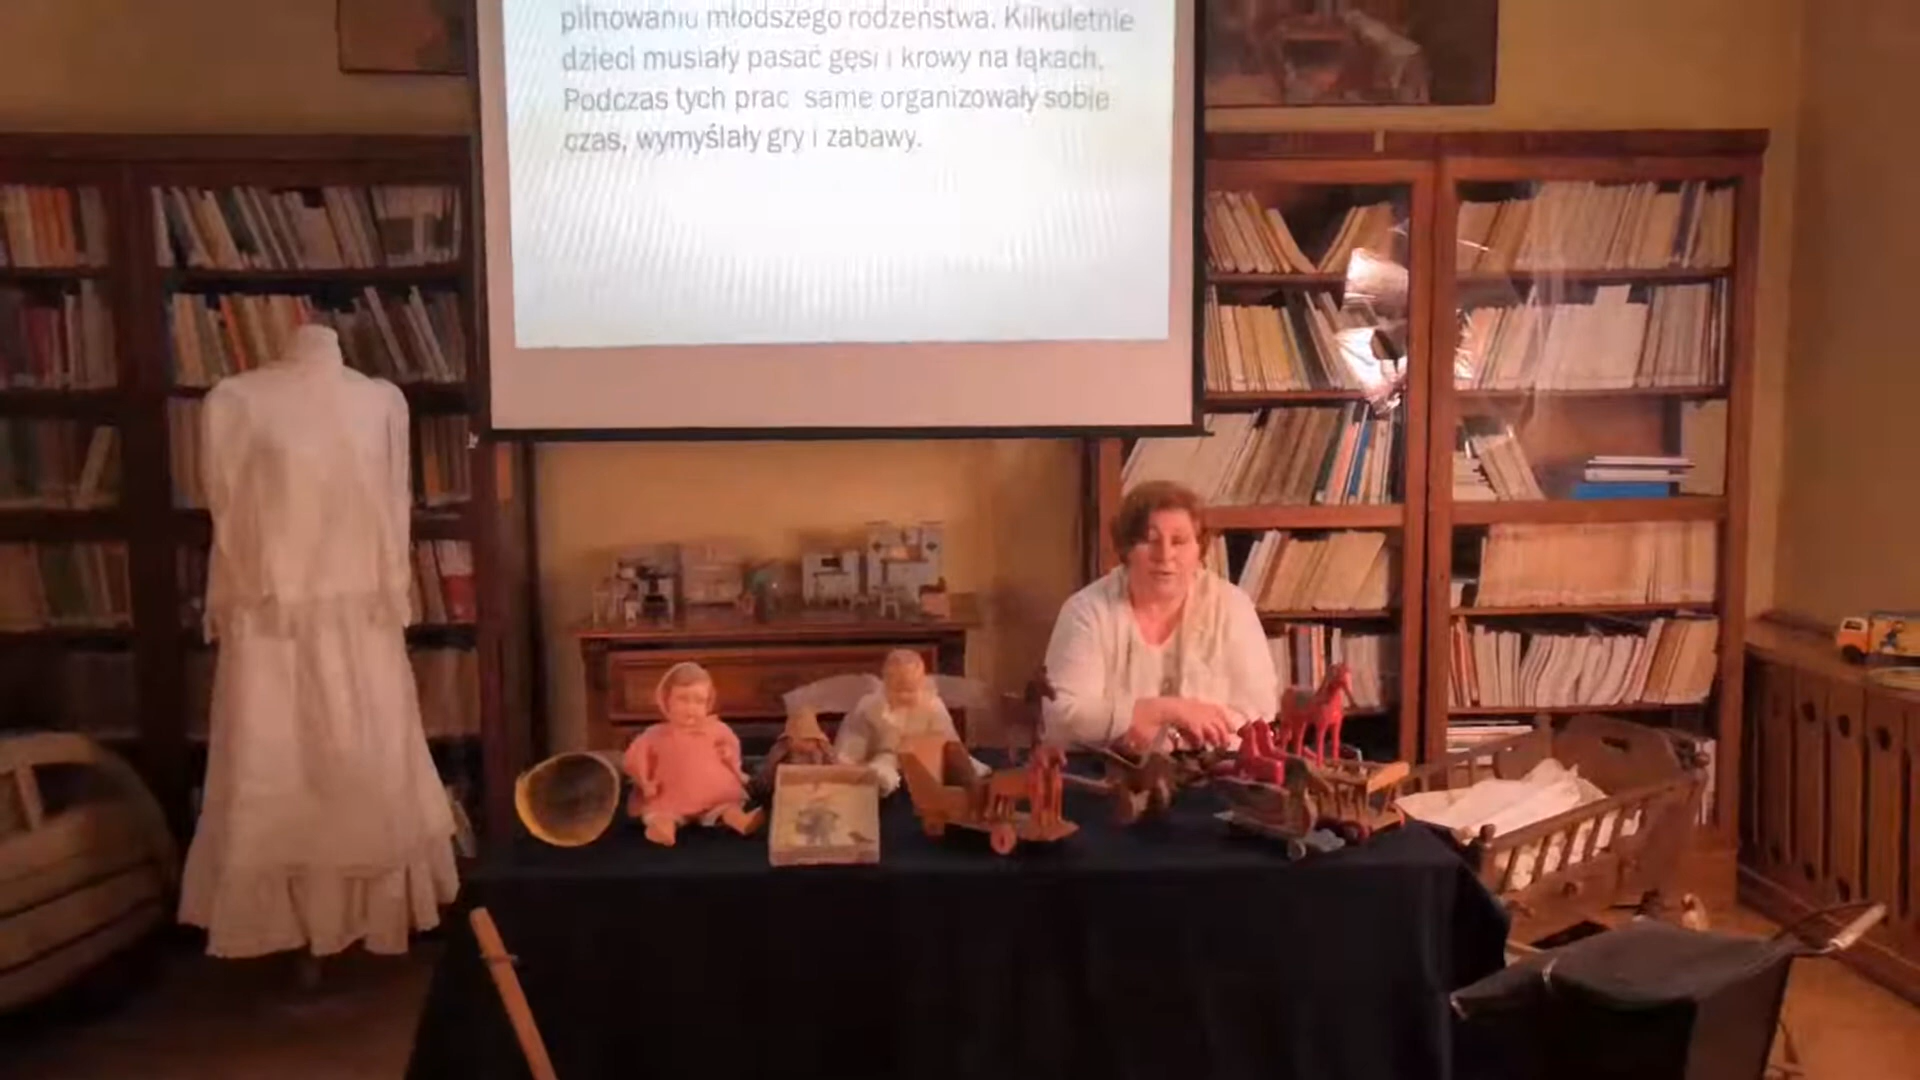 pilnowaniu młodszego rodzeństwa. Kilkuletnie
dzieci musiały pasać gęsi i krowy na łąkach.
Podczas tych prac same organizowały sobie
czas, wymyślały gry i zabawy.